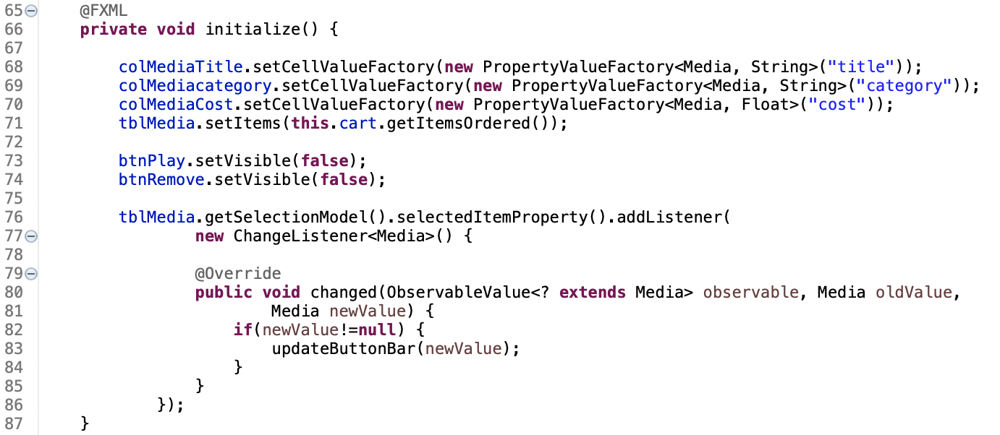 65 @FXML
66 private void initialize() {
67
68 colMediaTitle.setCellValueFactory(new PropertyValueFactory<Media, String>("title"));
69 colMediacategory.setCellValueFactory(new PropertyValueFactory<Media, String>("category"));
70 colMediaCost.setCellValueFactory(new PropertyValueFactory<Media, Float>("cost"));
71 tblMedia.setItems(this.cart.getItemsOrdered());
72
73 btnPlay.setVisible(false);
74 btnRemove.setVisible(false);
75
76 tblMedia.getSelectionModel().selectedItemProperty().addListener(
77 new ChangeListener<Media>() {
78
79 @Override
80 public void changed(ObservableValue<? extends Media> observable, Media oldValue,
81 Media newValue) {
82 if(newValue!=null) {
83 updateButtonBar(newValue);
84 }
85 }
86 });
87 }